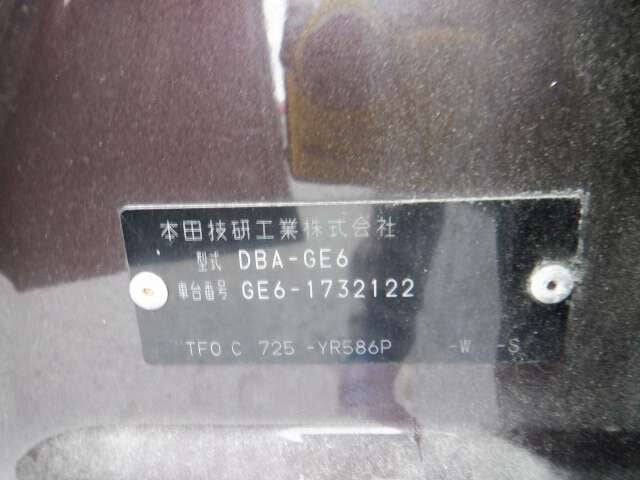 本田技研工業株式会社
型式 DBA-GE6
車台番号 GE6-1732122
TF0 C 725 -YR586P -W -S